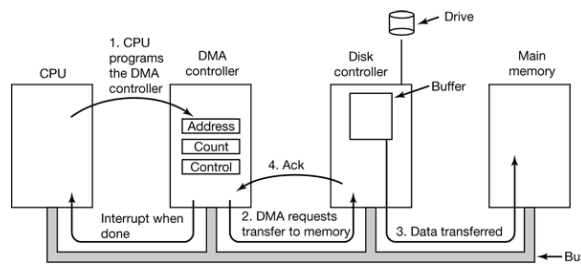 Drive
1. CPU
programs
the DMA
controller
CPU
DMA
controller
Disk
controller
Main
memory
Buffer
Address
Count
Control
4. Ack
Interrupt when
done
2. DMA requests
transfer to memory
3. Data transferred
Bu